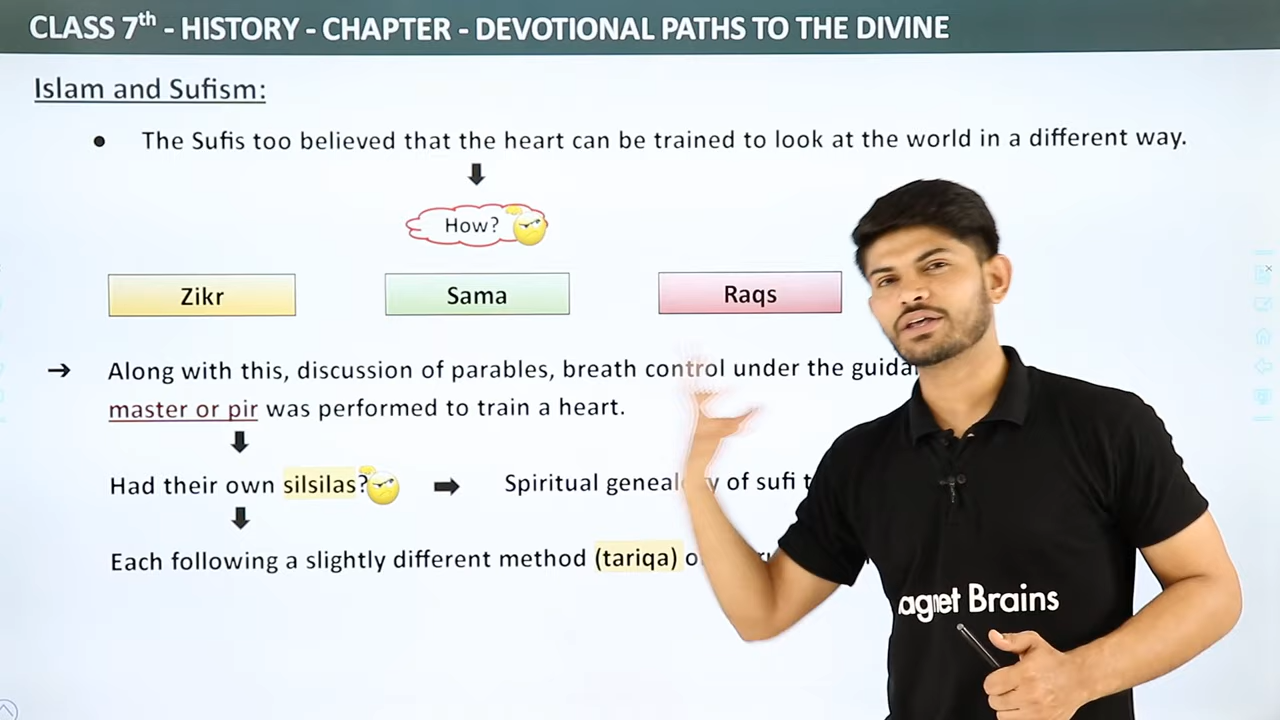 CLASS 7th - HISTORY - CHAPTER - DEVOTIONAL PATHS TO THE DIVINE
Islam and Sufism:
● The Sufis too believed that the heart can be trained to look at the world in a different way.
How?
Zikr Sama Raqs
→ Along with this, discussion of parables, breath control under the
master or pir was performed to train a heart.
Had their own silsilas? Spiritual of sufi
Each following a slightly different method (tariqa)
Brains